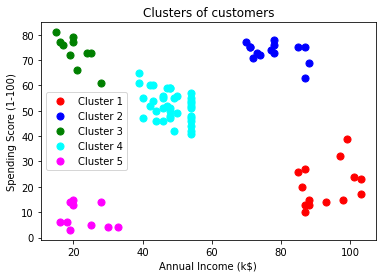 Clusters of customers
Spending Score (1-100)
80
70
60
50
40
30
20
10
0
Cluster 1
Cluster 2
Cluster 3
Cluster 4
Cluster 5
20
40
60
80
100
Annual Income (k$)